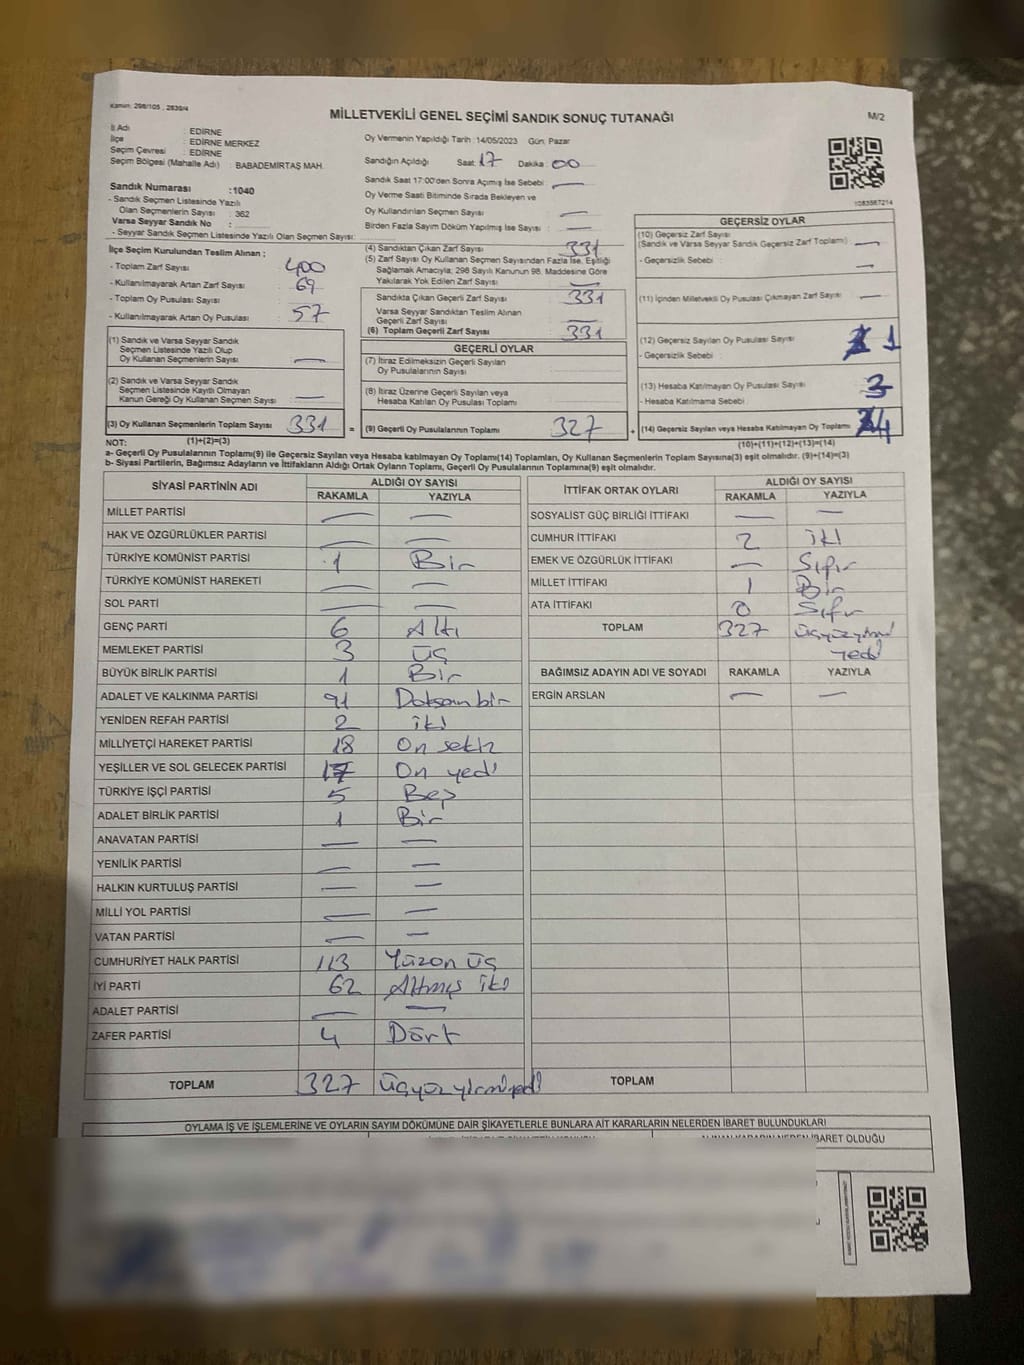 Kanun: 298/105 , 2839/4
MİLLETVEKİLİ GENEL SEÇİMİ SANDIK SONUÇ TUTANAĞI
M/2
İl Adı : EDİRNE
İlçe : EDİRNE MERKEZ
Seçim Çevresi : EDİRNE
Seçim Bölgesi (Mahalle Adı) : BABADEMİRTAŞ MAH.
Oy Vermenin Yapıldığı Tarih :14/05/2023 Gün: Pazar
Sandığın Açıldığı Saat: 17 Dakika: 00
Sandık Saat 17:00'den Sonra Açılmış İse Sebebi : —
Oy Verme Saati Bitiminde Sırada Bekleyen ve
Oy Kullandırılan Seçmen Sayısı : —
Birden Fazla Sayım Döküm Yapılmış İse Sayısı : —
1083587214
Sandık Numarası :1040
- Sandık Seçmen Listesinde Yazılı
Olan Seçmenlerin Sayısı : 362
Varsa Seyyar Sandık No :
- Seyyar Sandık Seçmen Listesinde Yazılı Olan Seçmen Sayısı:
İlçe Seçim Kurulundan Teslim Alınan ;
- Toplam Zarf Sayısı : 400
- Kullanılmayarak Artan Zarf Sayısı : 69
- Toplam Oy Pusulası Sayısı :
- Kullanılmayarak Artan Oy Pusulası : 57
(1) Sandık ve Varsa Seyyar Sandık
Seçmen Listesinde Yazılı Olup
Oy Kullanan Seçmenlerin Sayısı : —
(2) Sandık ve Varsa Seyyar Sandık
Seçmen Listesinde Kayıtlı Olmayan
Kanun Gereği Oy Kullanan Seçmen Sayısı : —
(3) Oy Kullanan Seçmenlerin Toplam Sayısı : 331
(1)+(2)=(3)
(4) Sandıktan Çıkan Zarf Sayısı : 331
(5) Zarf Sayısı Oy Kullanan Seçmen Sayısından Fazla İse, Eşitliği
Sağlamak Amacıyla, 298 Sayılı Kanunun 98. Maddesine Göre
Yakılarak Yok Edilen Zarf Sayısı : —
Sandıkta Çıkan Geçerli Zarf Sayısı : 331
Varsa Seyyar Sandıktan Teslim Alınan
Geçerli Zarf Sayısı : —
(6) Toplam Geçerli Zarf Sayısı : 331
GEÇERLİ OYLAR
(7) İtiraz Edilmeksizin Geçerli Sayılan
Oy Pusulalarının Sayısı :
(8) İtiraz Üzerine Geçerli Sayılan veya
Hesaba Katılan Oy Pusulası Toplamı :
= (9) Geçerli Oy Pusulalarının Toplamı : 327 +
GEÇERSİZ OYLAR
(10) Geçersiz Zarf Sayısı
(Sandık ve Varsa Seyyar Sandık Geçersiz Zarf Toplamı) : —
- Geçersizlik Sebebi : —
(11) İçinden Milletvekili Oy Pusulası Çıkmayan Zarf Sayısı : —
(12) Geçersiz Sayılan Oy Pusulası Sayısı : 1
- Geçersizlik Sebebi :
(13) Hesaba Katılmayan Oy Pusulası Sayısı : 3
- Hesaba Katılmama Sebebi :
(14) Geçersiz Sayılan veya Hesaba Katılmayan Oy Toplamı : 4
(10)+(11)+(12)+(13)=(14)
NOT:
a- Geçerli Oy Pusulalarının Toplamı(9) ile Geçersiz Sayılan veya Hesaba katılmayan Oy Toplamı(14) Toplamları, Oy Kullanan Seçmenlerin Toplam Sayısına(3) eşit olmalıdır. (9)+(14)=(3)
b- Siyasi Partilerin, Bağımsız Adayların ve İttifakların Aldığı Ortak Oyların Toplamı, Geçerli Oy Pusulalarının Toplamına(9) eşit olmalıdır.
SİYASİ PARTİNİN ADI ALDIĞI OY SAYISI
RAKAMLA YAZIYLA
MİLLET PARTİSİ — —
HAK VE ÖZGÜRLÜKLER PARTİSİ — —
TÜRKİYE KOMÜNİST PARTİSİ 1 Bir
TÜRKİYE KOMÜNİST HAREKETİ — —
SOL PARTİ — —
GENÇ PARTİ 6 Altı
MEMLEKET PARTİSİ 3 Üç
BÜYÜK BİRLİK PARTİSİ 1 Bir
ADALET VE KALKINMA PARTİSİ 91 Doksan bir
YENİDEN REFAH PARTİSİ 2 İki
MİLLİYETÇİ HAREKET PARTİSİ 18 On sekiz
YEŞİLLER VE SOL GELECEK PARTİSİ 17 On yedi
TÜRKİYE İŞÇİ PARTİSİ 5 Beş
ADALET BİRLİK PARTİSİ 1 Bir
ANAVATAN PARTİSİ — —
YENİLİK PARTİSİ — —
HALKIN KURTULUŞ PARTİSİ — —
MİLLİ YOL PARTİSİ — —
VATAN PARTİSİ — —
CUMHURİYET HALK PARTİSİ 113 Yüzon üç
İYİ PARTİ 62 Altmış iki
ADALET PARTİSİ — —
ZAFER PARTİSİ 4 Dört
TOPLAM 327 Üçyüzyirmiyedi
İTTİFAK ORTAK OYLARI ALDIĞI OY SAYISI
RAKAMLA YAZIYLA
SOSYALİST GÜÇ BİRLİĞİ İTTİFAKI — —
CUMHUR İTTİFAKI 2 İki
EMEK VE ÖZGÜRLÜK İTTİFAKI — Sıfır
MİLLET İTTİFAKI 1 Bir
ATA İTTİFAKI 0 Sıfır
TOPLAM 327 Üçyüzyirmi
yedi
BAĞIMSIZ ADAYIN ADI VE SOYADI RAKAMLA YAZIYLA
ERGİN ARSLAN — —
TOPLAM
OYLAMA İŞ VE İŞLEMLERİNE VE OYLARIN SAYIM DÖKÜMÜNE DAİR ŞİKAYETLERLE BUNLARA AİT KARARLARIN NELERDEN İBARET BULUNDUKLARI
İBARET OLDUĞU